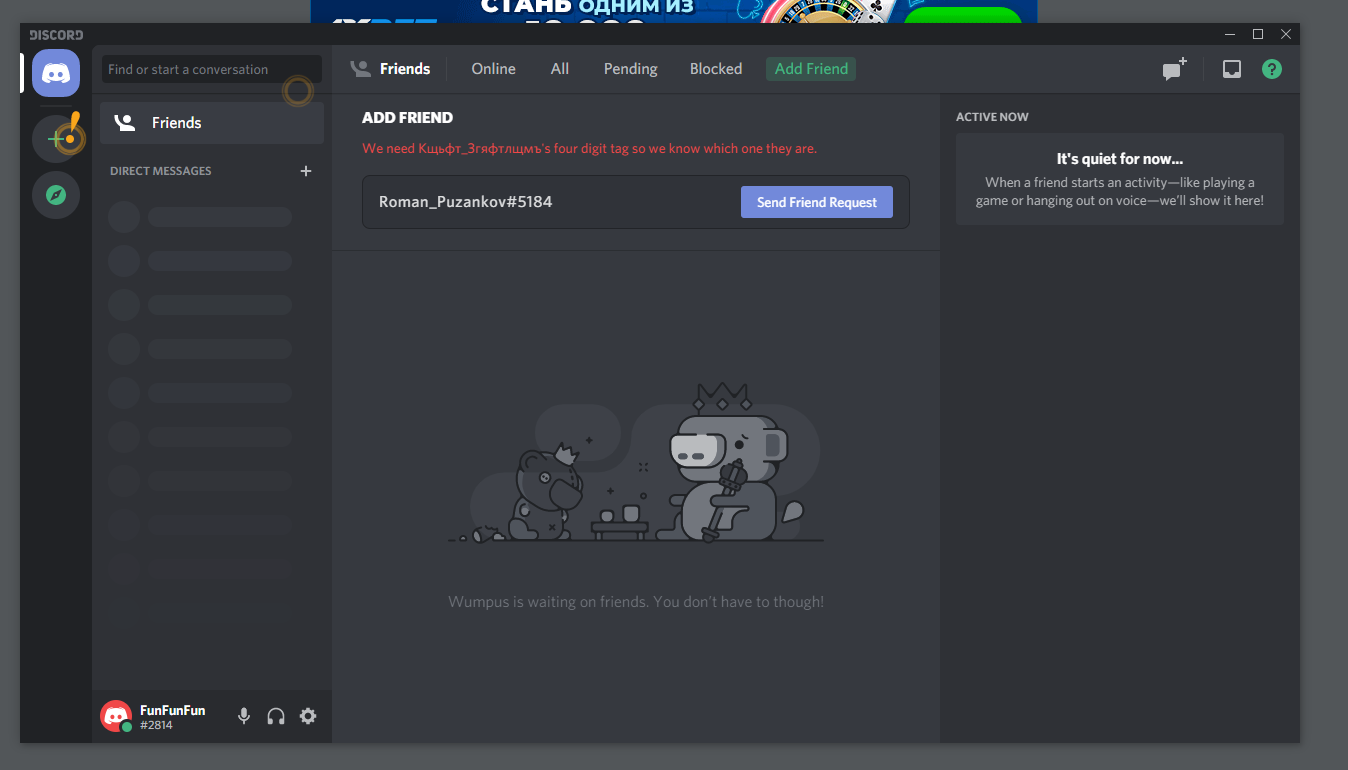 СТАНЬ ОДНИМ ИЗ
1XBET
DISCORD
Find or start a conversation
Friends
Online
All
Pending
Blocked
Add Friend
Friends
DIRECT MESSAGES
ADD FRIEND
We need Кщьфт_Згяфтлщмъ's four digit tag so we know which one they are.
Roman_Puzankov#5184
Send Friend Request
ACTIVE NOW
It's quiet for now...
When a friend starts an activity—like playing a
game or hanging out on voice—we'll show it here!
Wumpus is waiting on friends. You don't have to though!
FunFunFun
#2814